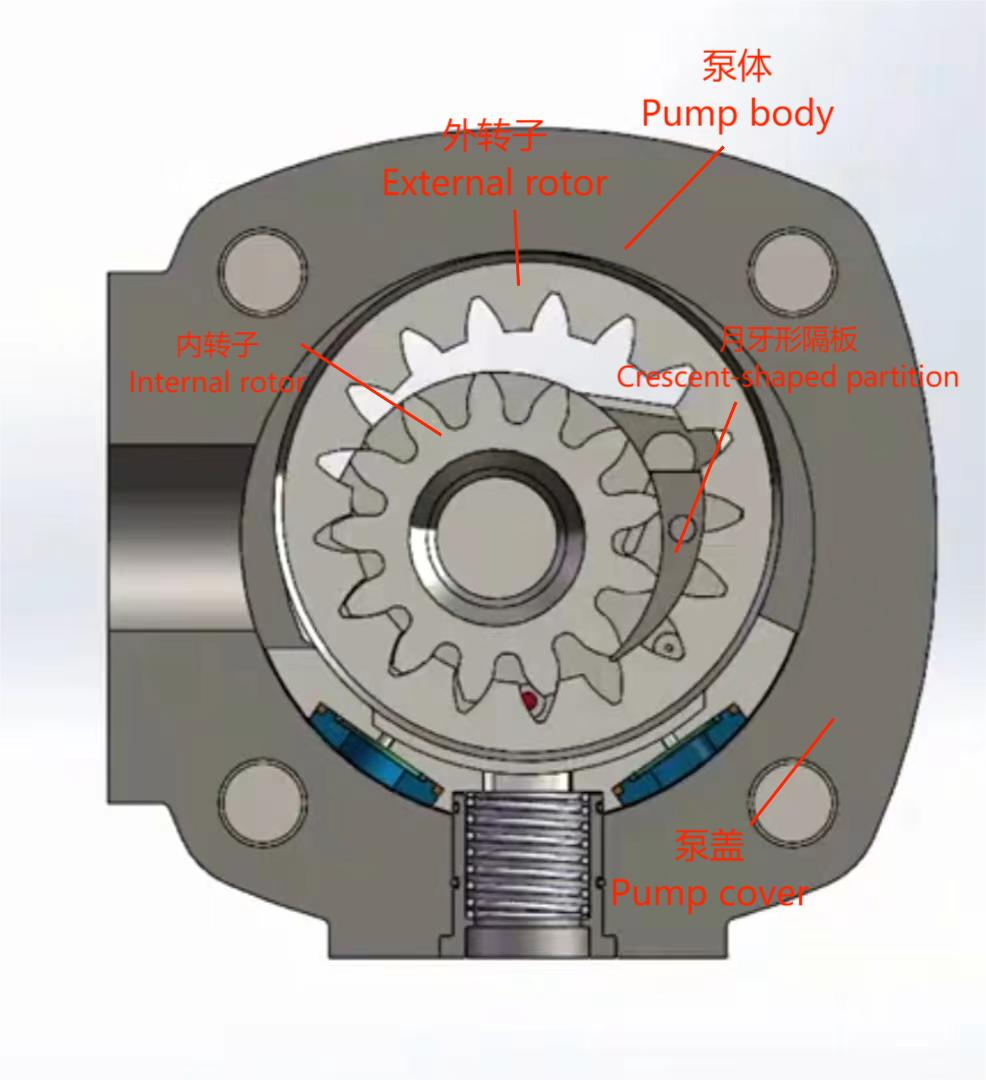 泵体
Pump body
外转子
External rotor
内转子
Internal rotor
月牙形隔板
Crescent-shaped partition
泵盖
Pump cover